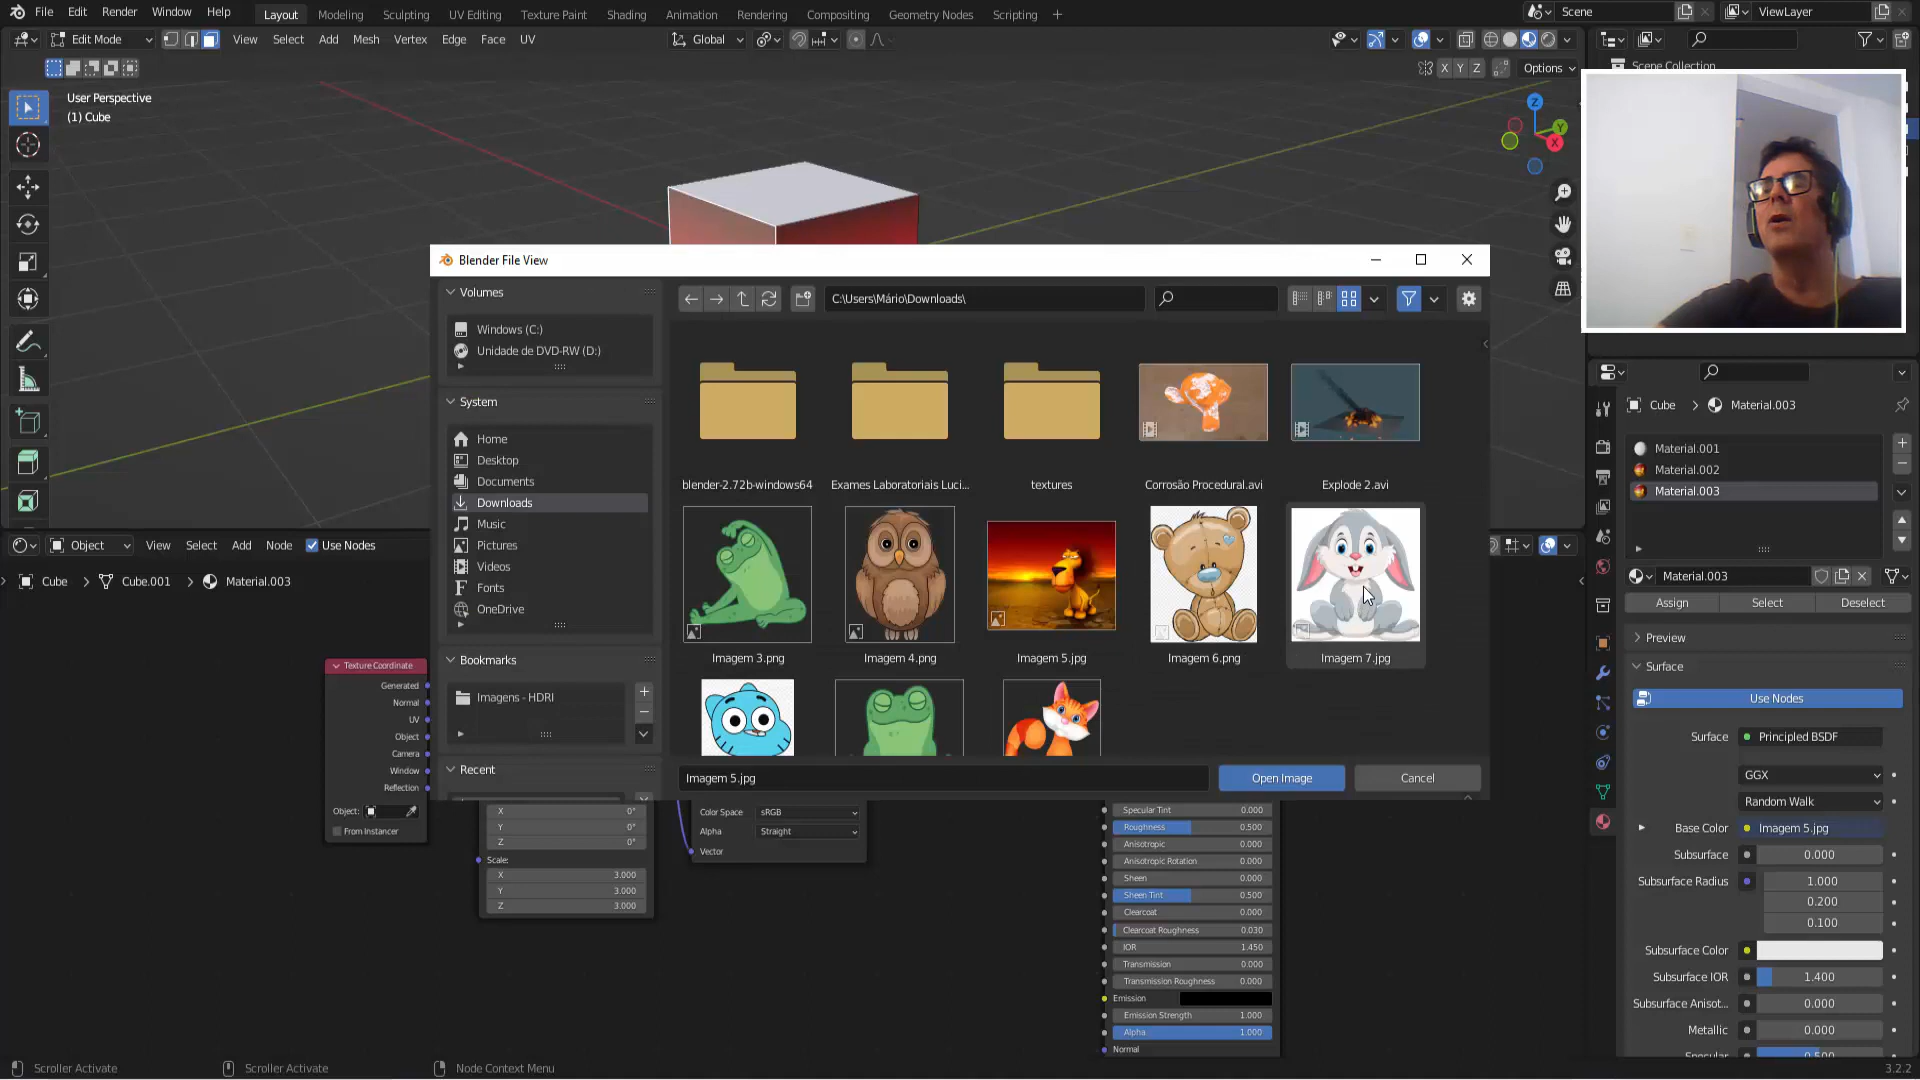 File Edit Render Window Help Layout Modeling Sculpting UV Editing Texture Paint Shading Animation Rendering Compositing Geometry Nodes Scripting + Scene ViewLayer
Edit Mode View Select Add Mesh Vertex Edge Face UV Global
X Y Z Options
Scene Collection
User Perspective
(1) Cube
Z
Y
X
Blender File View
Volumes
Windows (C:)
Unidade de DVD-RW (D:)
System
Home
Desktop
Documents
Downloads
Music
Pictures
Videos
Fonts
OneDrive
Bookmarks
Imagens - HDRI
Recent
C:\Users\Mário\Downloads\
blender-2.72b-windows64 Exames Laboratoriais Luci... textures Corrosão Procedural.avi Explode 2.avi
Imagem 3.png Imagem 4.png Imagem 5.jpg Imagem 6.png Imagem 7.jpg
Imagem 5.jpg Open Image Cancel
Object View Select Add Node Use Nodes
Cube > Cube.001 > Material.003
Texture Coordinate
Generated
Normal
UV
Object
Camera
Window
Reflection
Object:
From Instancer
X 0°
Y 0°
Z 0°
Scale:
X 3.000
Y 3.000
Z 3.000
Color Space sRGB
Alpha Straight
Vector
Specular Tint 0.000
Roughness 0.500
Anisotropic 0.000
Anisotropic Rotation 0.000
Sheen 0.000
Sheen Tint 0.500
Clearcoat 0.000
Clearcoat Roughness 0.030
IOR 1.450
Transmission 0.000
Transmission Roughness 0.000
Emission
Emission Strength 1.000
Alpha 1.000
Normal
Cube > Material.003
Material.001
Material.002
Material.003
Material.003
Assign Select Deselect
Preview
Surface
Use Nodes
Surface Principled BSDF
GGX
Random Walk
Base Color Imagem 5.jpg
Subsurface 0.000
Subsurface Radius 1.000
0.200
0.100
Subsurface Color
Subsurface IOR 1.400
Subsurface Anisot... 0.000
Metallic 0.000
Specular 0.500
Scroller Activate Scroller Activate Node Context Menu 3.2.2